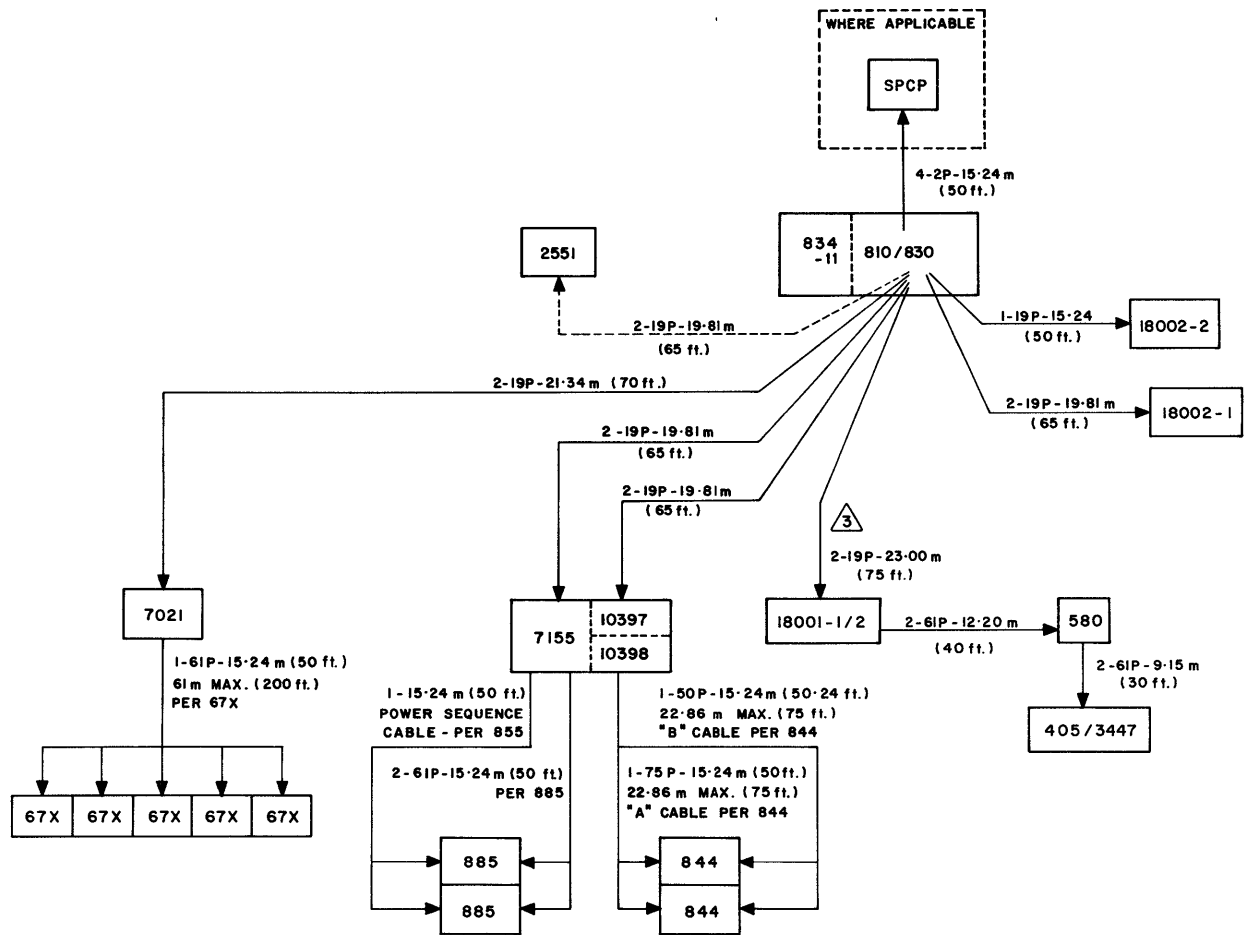 WHERE APPLICABLE
SPCP
4-2P-15·24 m
(50 ft.)
834
-11
810/830
2551
2-19P-19·81 m
(65 ft.)
1-19P-15·24
(50 ft.)
18002-2
2-19P-21·34 m (70 ft.)
2-19P-19·81 m
(65 ft.)
18002-1
2-19P-19·81 m
(65 ft.)
2-19P-19·81 m
(65 ft.)
3
2-19P-23·00 m
(75 ft.)
7021
7155
10397
10398
18001-1/2
2-61P-12·20 m
(40 ft.)
580
2-61P-9·15 m
(30 ft.)
405/3447
1-61P-15·24 m (50 ft.)
61 m MAX. (200 ft.)
PER 67X
1-15·24 m (50 ft.)
POWER SEQUENCE
CABLE - PER 855
1-50P-15·24 m (50·24 ft.)
22·86 m MAX. (75 ft.)
"B" CABLE PER 844
2-61P-15·24 m (50 ft.)
PER 885
1-75P-15·24 m (50 ft.)
22·86 m MAX. (75 ft.)
"A" CABLE PER 844
67X 67X 67X 67X 67X
885
885
844
844